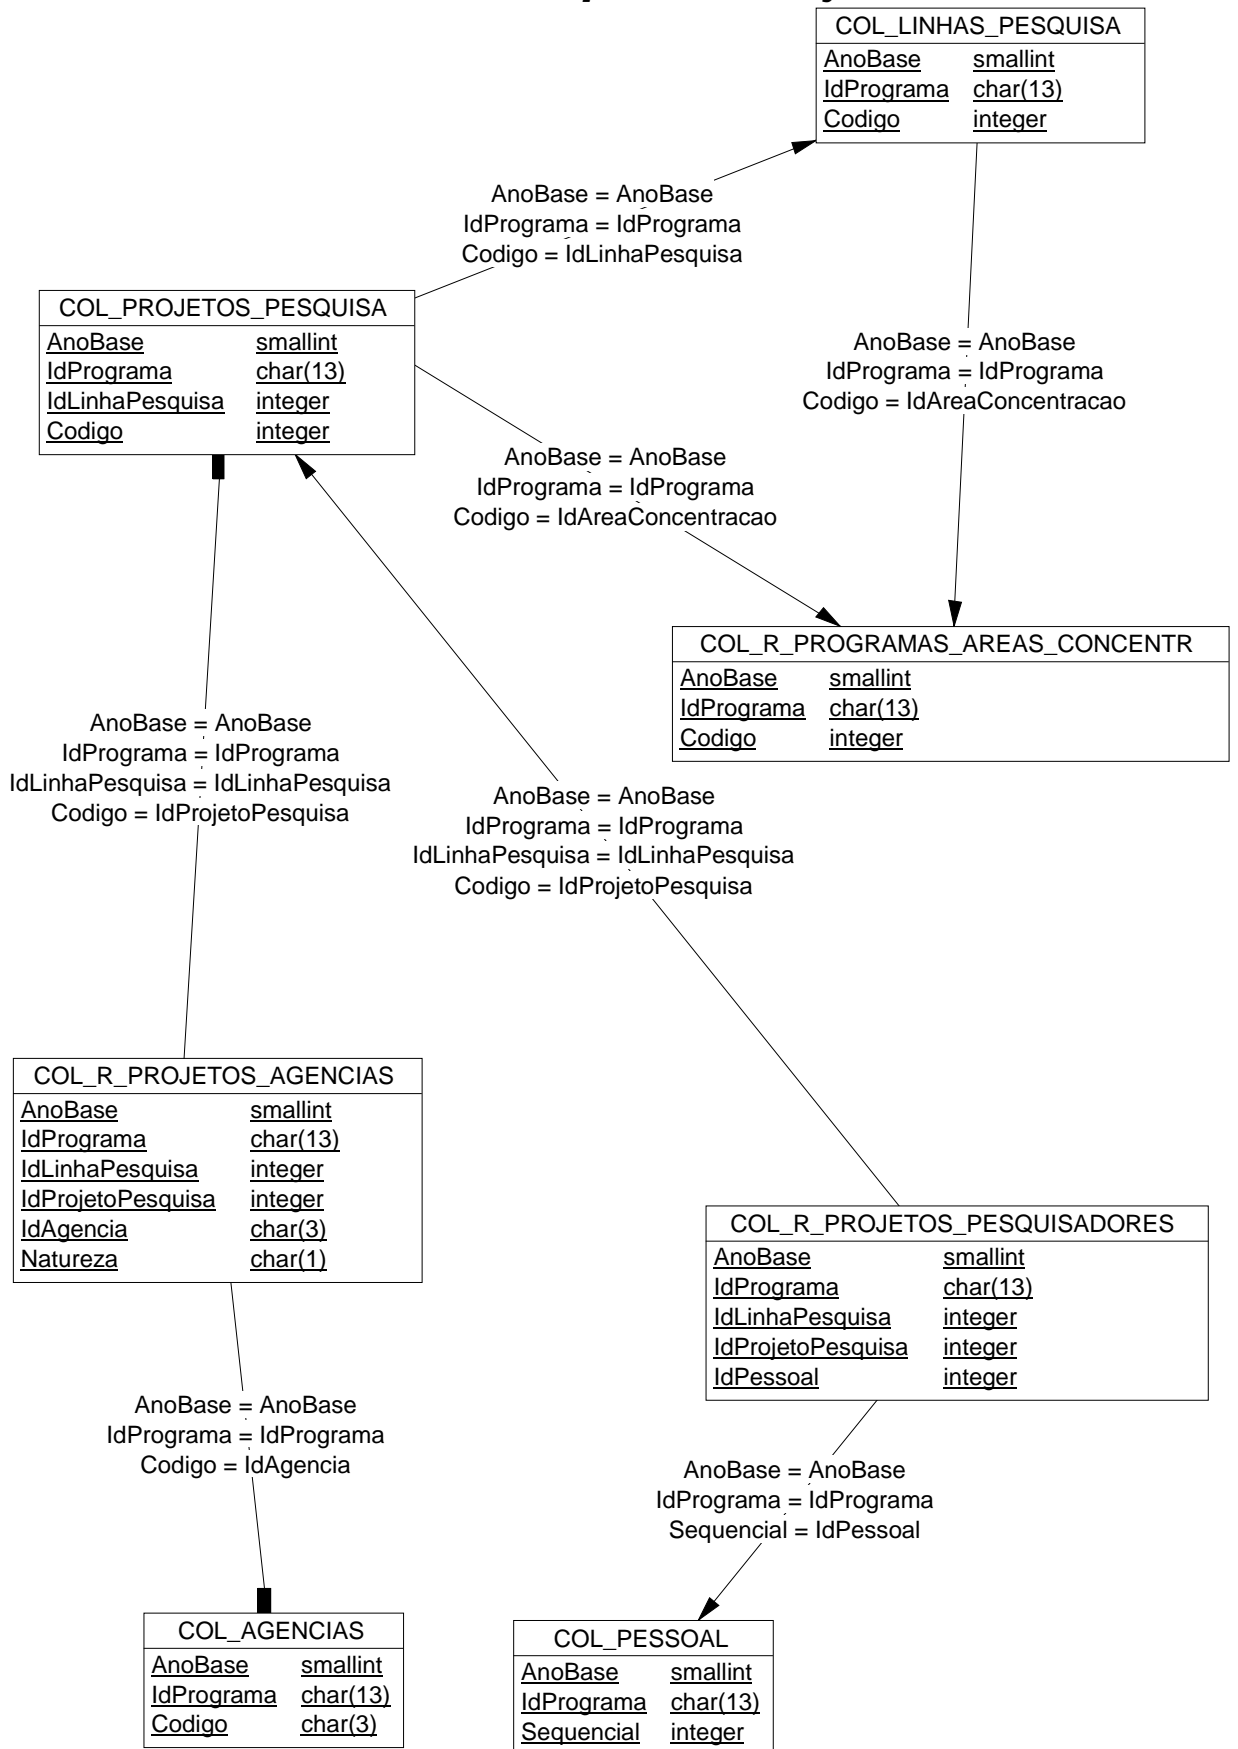 COL_LINHAS_PESQUISA
AnoBase smallint
IdPrograma char(13)
Codigo integer
AnoBase = AnoBase
IdPrograma = IdPrograma
Codigo = IdLinhaPesquisa
COL_PROJETOS_PESQUISA
AnoBase smallint
IdPrograma char(13)
IdLinhaPesquisa integer
Codigo integer
AnoBase = AnoBase
IdPrograma = IdPrograma
Codigo = IdAreaConcentracao
AnoBase = AnoBase
IdPrograma = IdPrograma
Codigo = IdAreaConcentracao
COL_R_PROGRAMAS_AREAS_CONCENTR
AnoBase smallint
IdPrograma char(13)
Codigo integer
AnoBase = AnoBase
IdPrograma = IdPrograma
IdLinhaPesquisa = IdLinhaPesquisa
Codigo = IdProjetoPesquisa
AnoBase = AnoBase
IdPrograma = IdPrograma
IdLinhaPesquisa = IdLinhaPesquisa
Codigo = IdProjetoPesquisa
COL_R_PROJETOS_AGENCIAS
AnoBase smallint
IdPrograma char(13)
IdLinhaPesquisa integer
IdProjetoPesquisa integer
IdAgencia char(3)
Natureza char(1)
COL_R_PROJETOS_PESQUISADORES
AnoBase smallint
IdPrograma char(13)
IdLinhaPesquisa integer
IdProjetoPesquisa integer
IdPessoal integer
AnoBase = AnoBase
IdPrograma = IdPrograma
Codigo = IdAgencia
AnoBase = AnoBase
IdPrograma = IdPrograma
Sequencial = IdPessoal
COL_AGENCIAS
AnoBase smallint
IdPrograma char(13)
Codigo char(3)
COL_PESSOAL
AnoBase smallint
IdPrograma char(13)
Sequencial integer